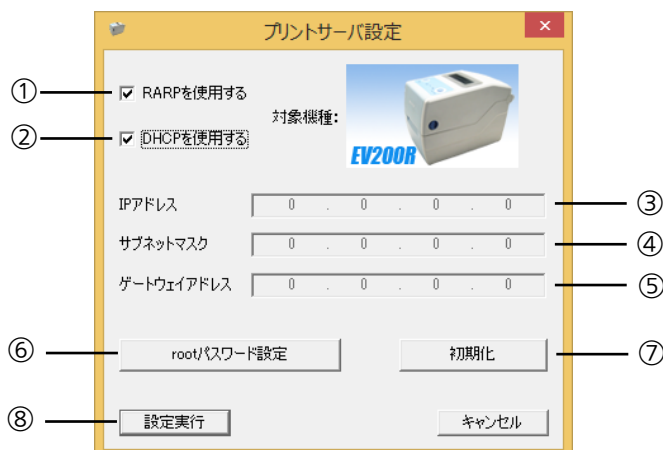 プリントサーバ設定
① RARPを使用する
② DHCPを使用する
対象機種:
EV200R
IPアドレス 0 . 0 . 0 . 0 ③
サブネットマスク 0 . 0 . 0 . 0 ④
ゲートウェイアドレス 0 . 0 . 0 . 0 ⑤
⑥ rootパスワード設定 初期化 ⑦
⑧ 設定実行 キャンセル